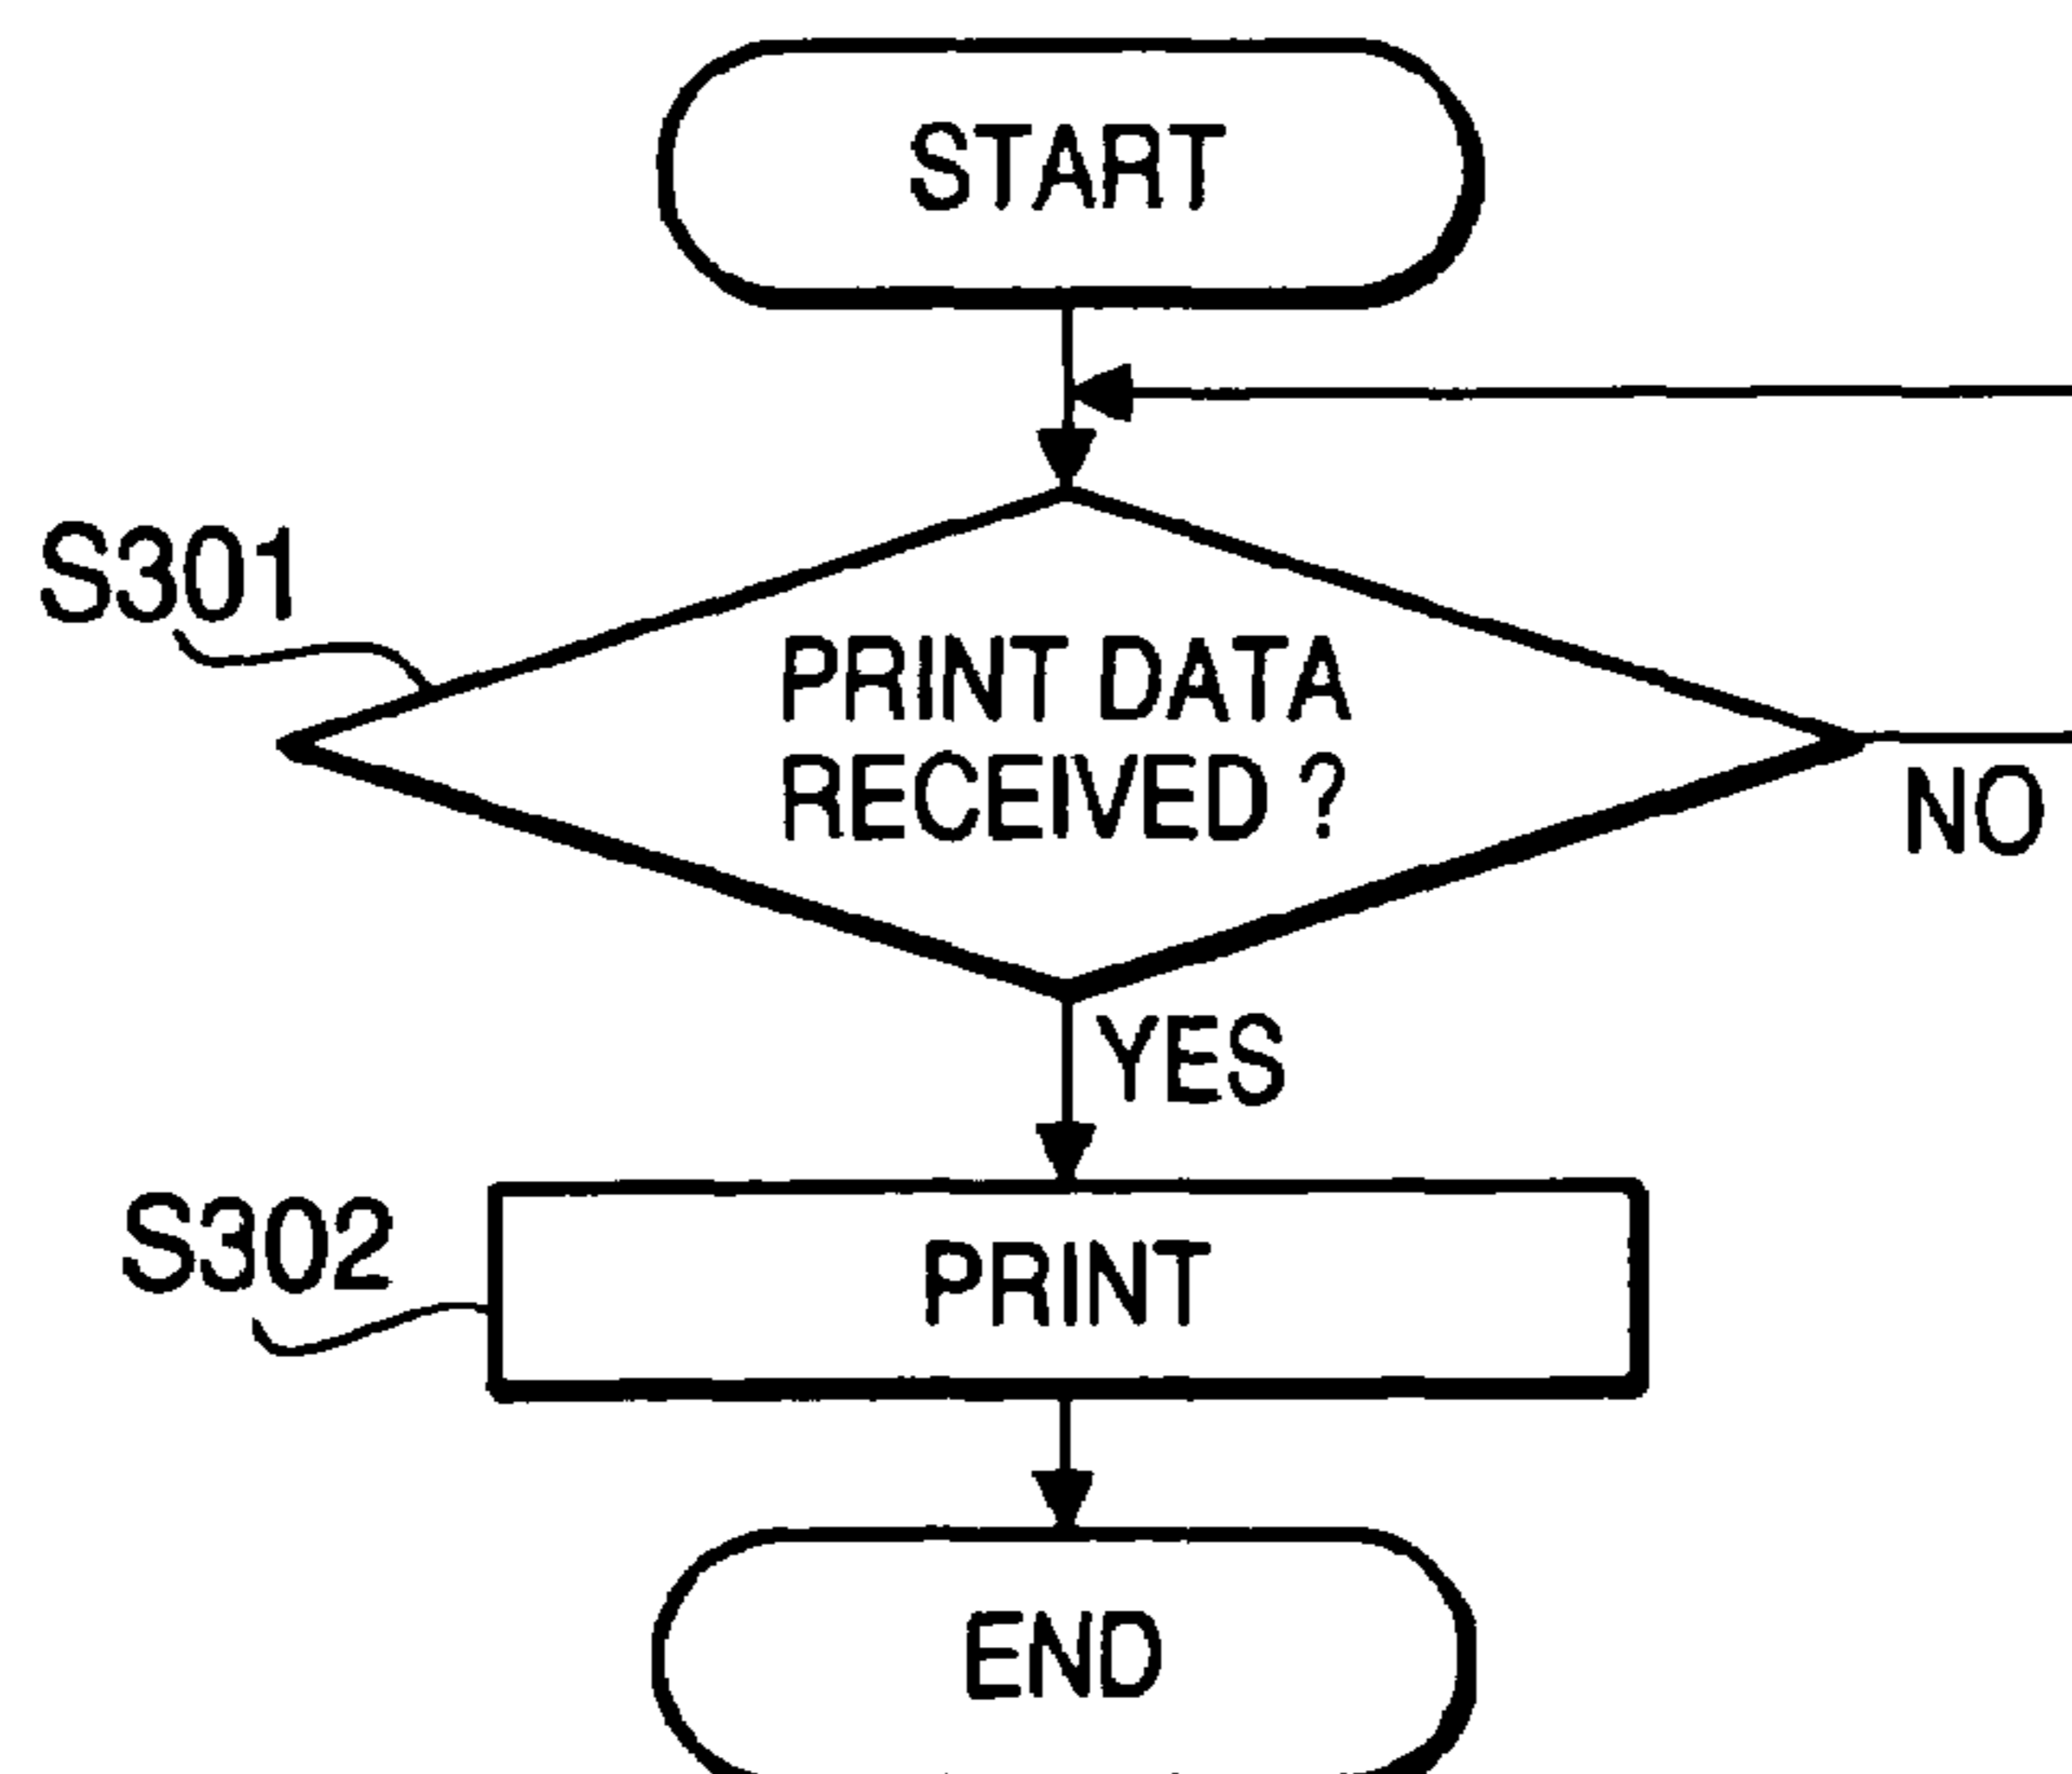 START
S301
PRINT DATA
RECEIVED ?
NO
YES
S302
PRINT
END